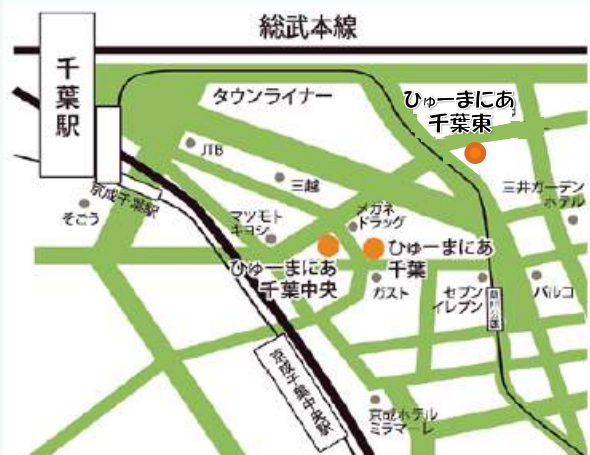 総武本線
千葉駅
タウンライナー
ひゅーまにあ
千葉東
JTB
三越
三井ガーデン
ホテル
京成千葉駅
そごう
マツモト
キヨシ
メガネ
ドラッグ
ひゅーまにあ
千葉
ひゅーまにあ
千葉中央
ガスト
セブン
イレブン
パルコ
京成千葉中央駅
京成ホテル
ミラマーレ